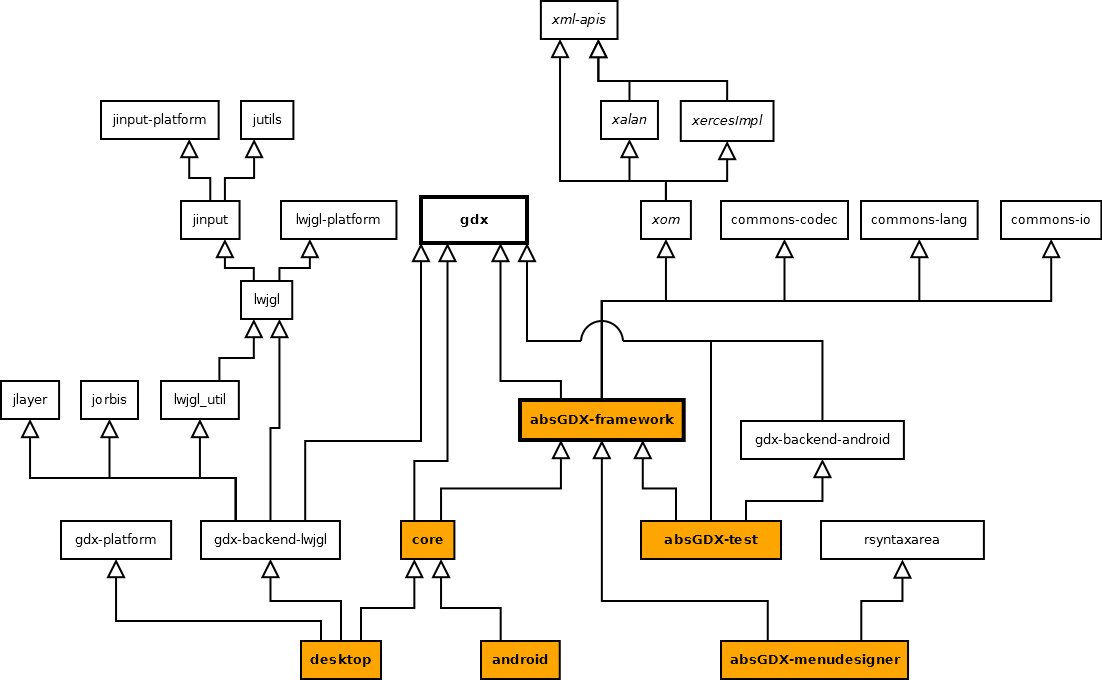 xml-apis
jinput-platform
jutils
xalan
xercesImpl
jinput
lwjgl-platform
gdx
xom
commons-codec
commons-lang
commons-io
lwjgl
jlayer
jorbis
lwjgl_util
absGDX-framework
gdx-backend-android
gdx-platform
gdx-backend-lwjgl
core
absGDX-test
rsyntaxarea
desktop
android
absGDX-menudesigner